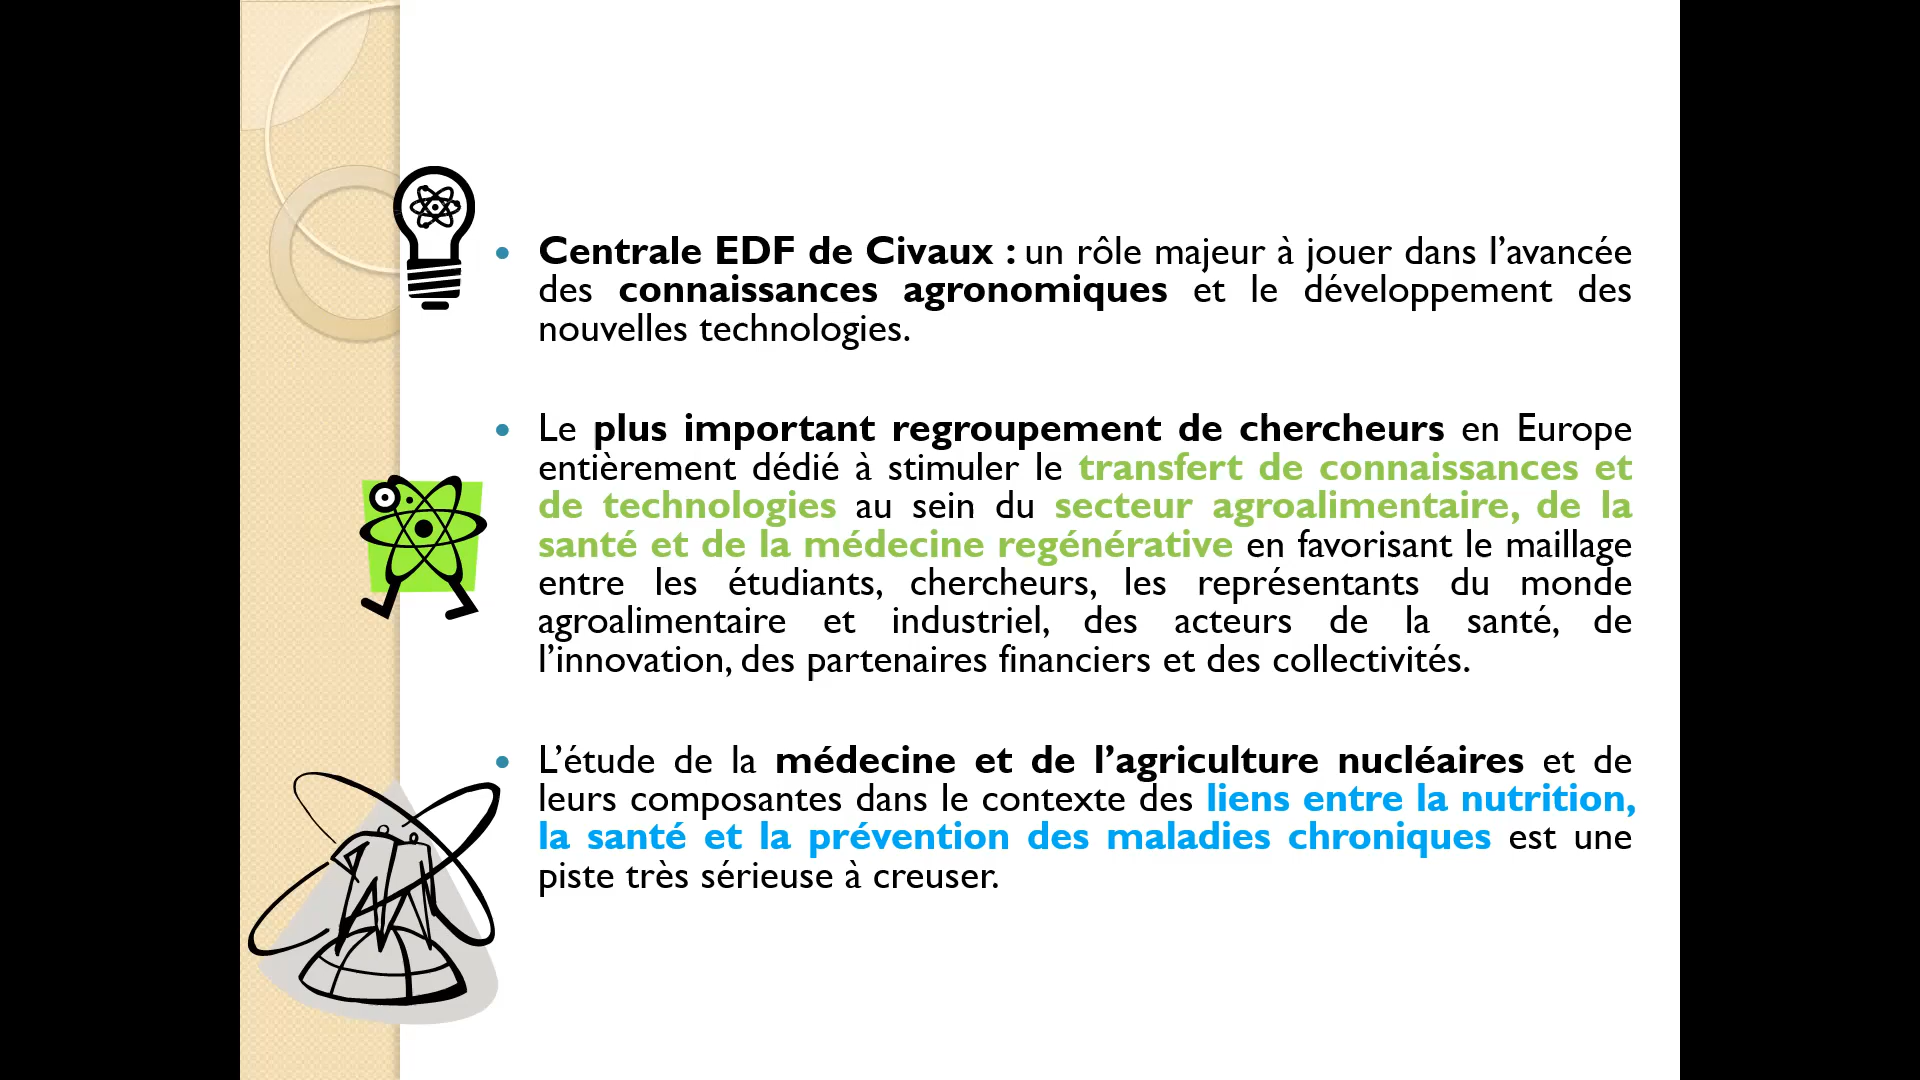 • Centrale EDF de Civaux : un rôle majeur à jouer dans l’avancée
des connaissances agronomiques et le développement des
nouvelles technologies.
• Le plus important regroupement de chercheurs en Europe
entièrement dédié à stimuler le transfert de connaissances et
de technologies au sein du secteur agroalimentaire, de la
santé et de la médecine regénérative en favorisant le maillage
entre les étudiants, chercheurs, les représentants du monde
agroalimentaire et industriel, des acteurs de la santé, de
l’innovation, des partenaires financiers et des collectivités.
• L’étude de la médecine et de l’agriculture nucléaires et de
leurs composantes dans le contexte des liens entre la nutrition,
la santé et la prévention des maladies chroniques est une
piste très sérieuse à creuser.